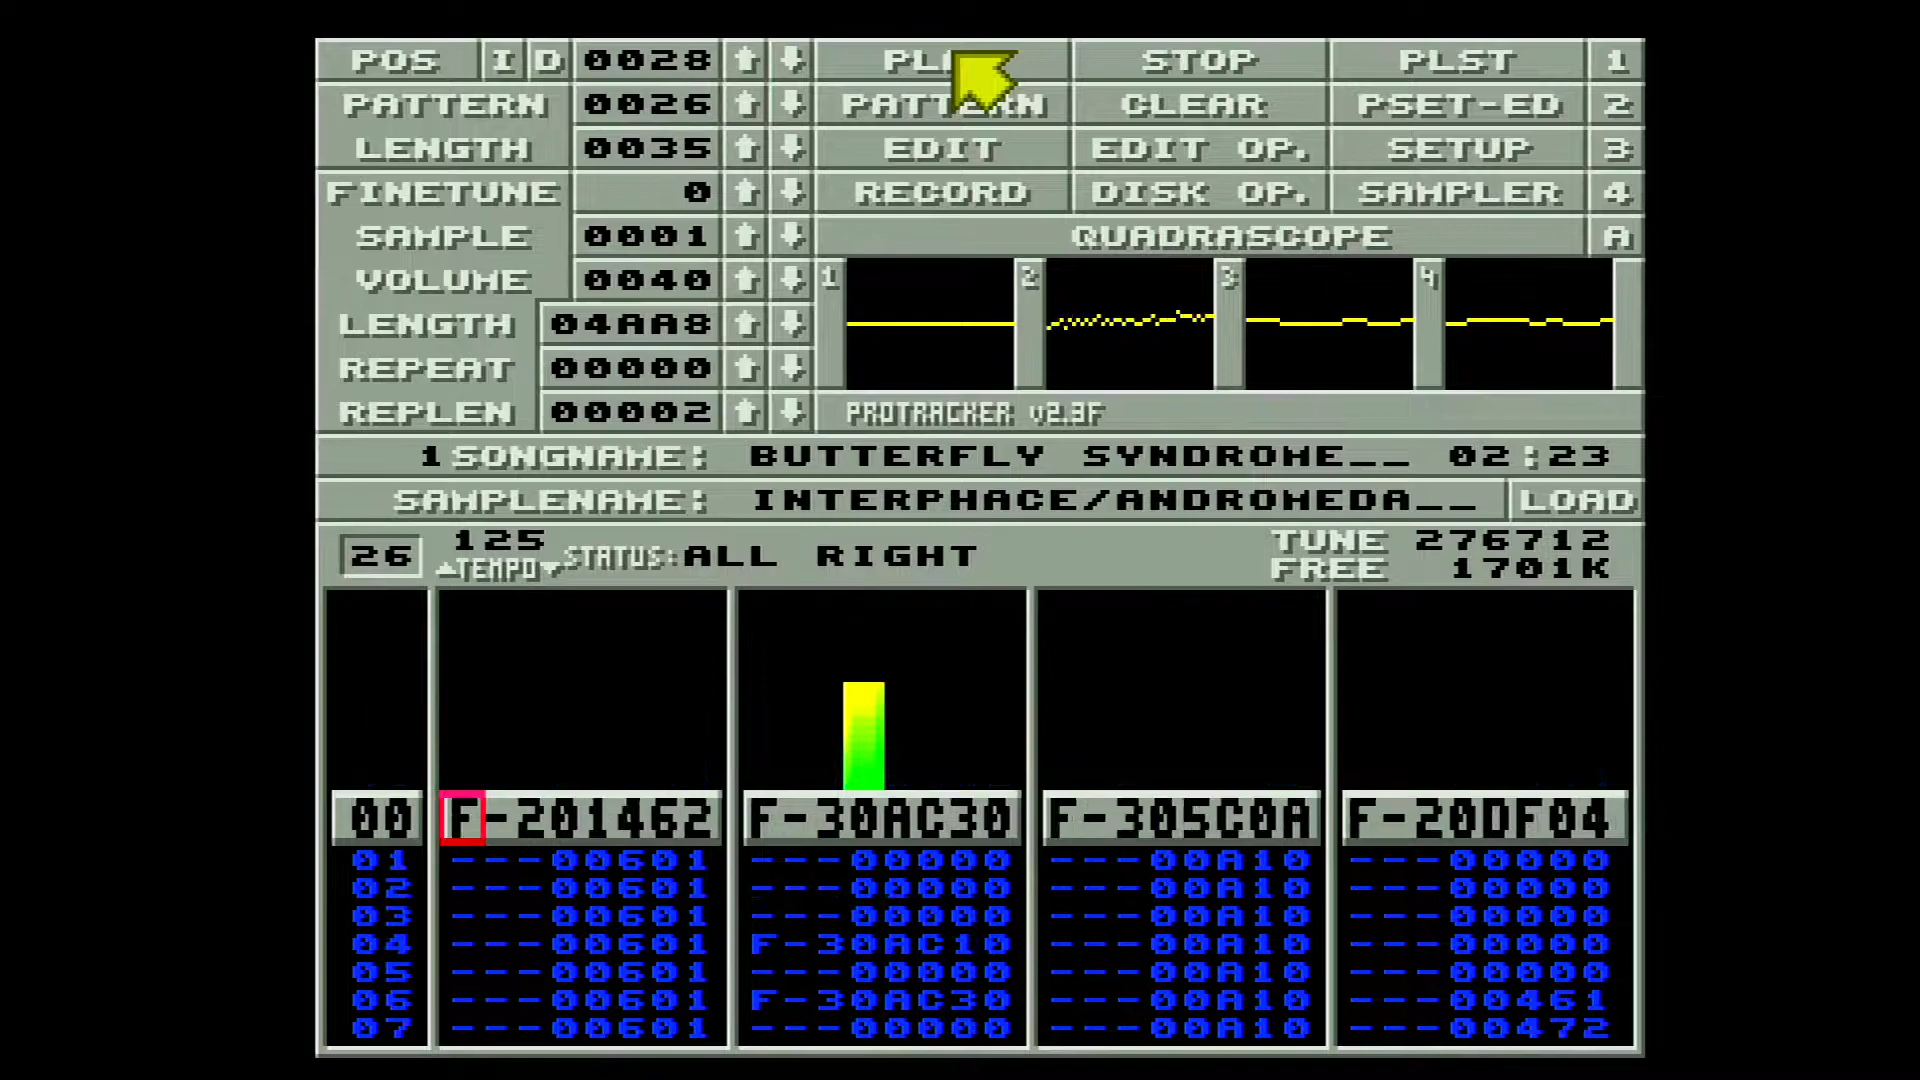 POS I D 0028 PLA STOP PLST 1
PATTERN 0026 PATTERN CLEAR PSET-ED 2
LENGTH 0035 EDIT EDIT OP. SETUP 3
FINETUNE 0 RECORD DISK OP. SAMPLER 4
SAMPLE 0001 QUADRASCOPE A
VOLUME 0040 1 2 3 4
LENGTH 04AA8
REPEAT 00000
REPLEN 00002 PROTRACKER v2.3F
1 SONGNAME: BUTTERFLY SYNDROME__ 02:23
SAMPLENAME: INTERPHACE/ANDROMEDA__ LOAD
26 125 TEMPO STATUS: ALL RIGHT TUNE 276712
FREE 1701K
00 F-201462 F-30AC30 F-305C0A F-20DF04
01 ---00601 ---00000 ---00A10 ---00000
02 ---00601 ---00000 ---00A10 ---00000
03 ---00601 ---00000 ---00A10 ---00000
04 ---00601 F-30AC10 ---00A10 ---00000
05 ---00601 ---00000 ---00A10 ---00000
06 ---00601 F-30AC30 ---00A10 ---00461
07 ---00601 ---00000 ---00A10 ---00472